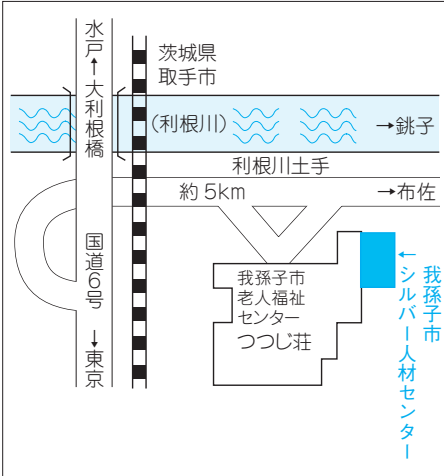 水戸←大利根橋
国道6号
→東京
茨城県
取手市
(利根川)
→銚子
利根川土手
約5km
→布佐
我孫子市
老人福祉
センター
つつじ荘
我孫子市
←シルバー人材センター